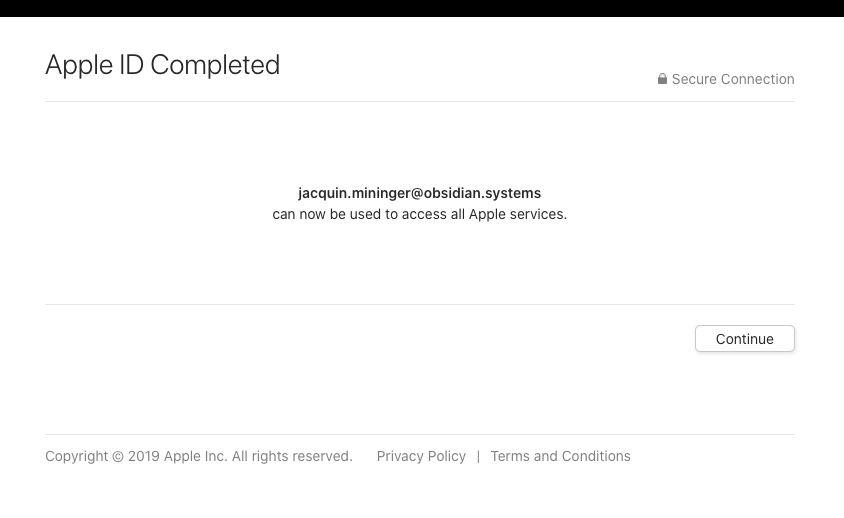 Apple ID Completed
Secure Connection
jacquin.mininger@obsidian.systems
can now be used to access all Apple services.
Continue
Copyright © 2019 Apple Inc. All rights reserved. Privacy Policy | Terms and Conditions